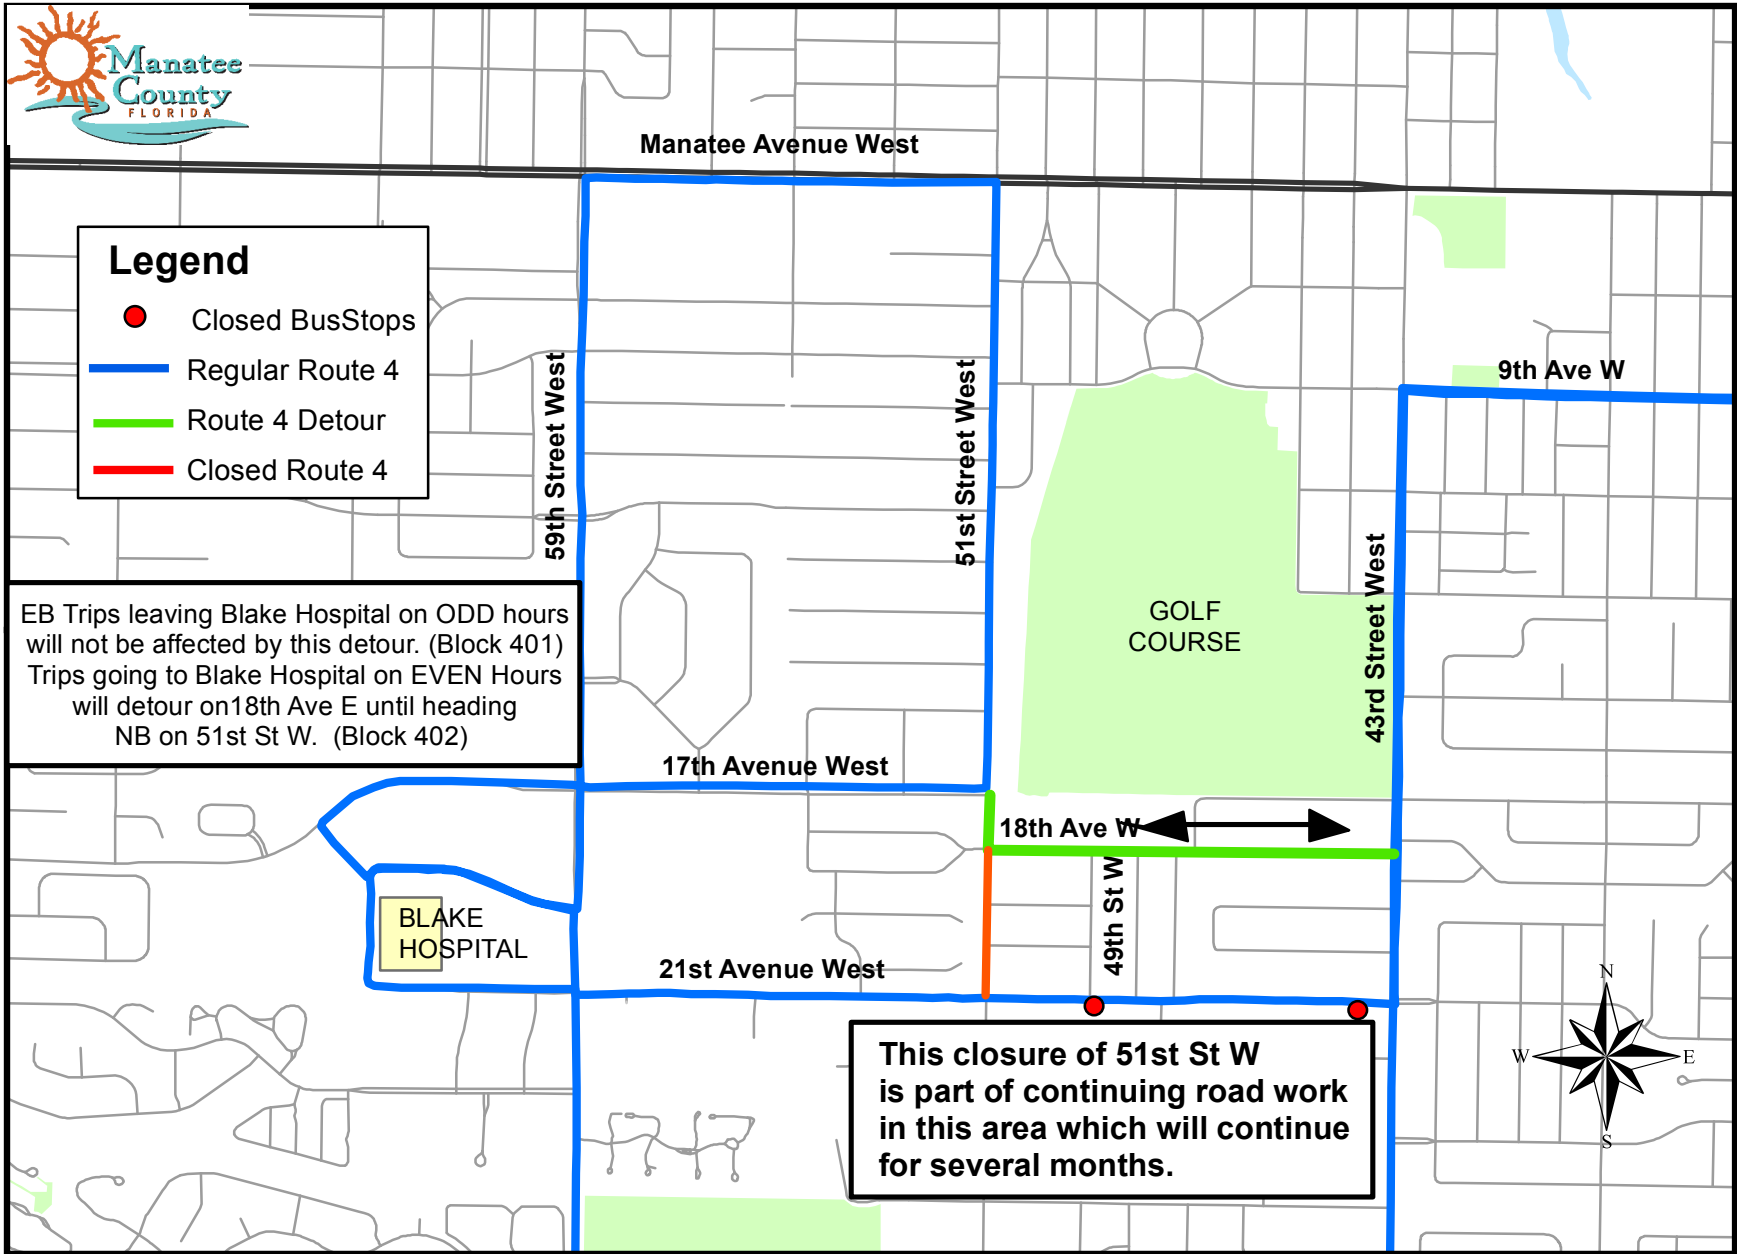 Manatee
County
FLORIDA
Manatee Avenue West
Legend
Closed BusStops
Regular Route 4
Route 4 Detour
Closed Route 4
9th Ave W
59th Street West
51st Street West
43rd Street West
GOLF
COURSE
EB Trips leaving Blake Hospital on ODD hours
will not be affected by this detour. (Block 401)
Trips going to Blake Hospital on EVEN Hours
will detour on18th Ave E until heading
NB on 51st St W. (Block 402)
17th Avenue West
18th Ave W
49th St W
BLAKE
HOSPITAL
21st Avenue West
This closure of 51st St W
is part of continuing road work
in this area which will continue
for several months.
N
W
E
S